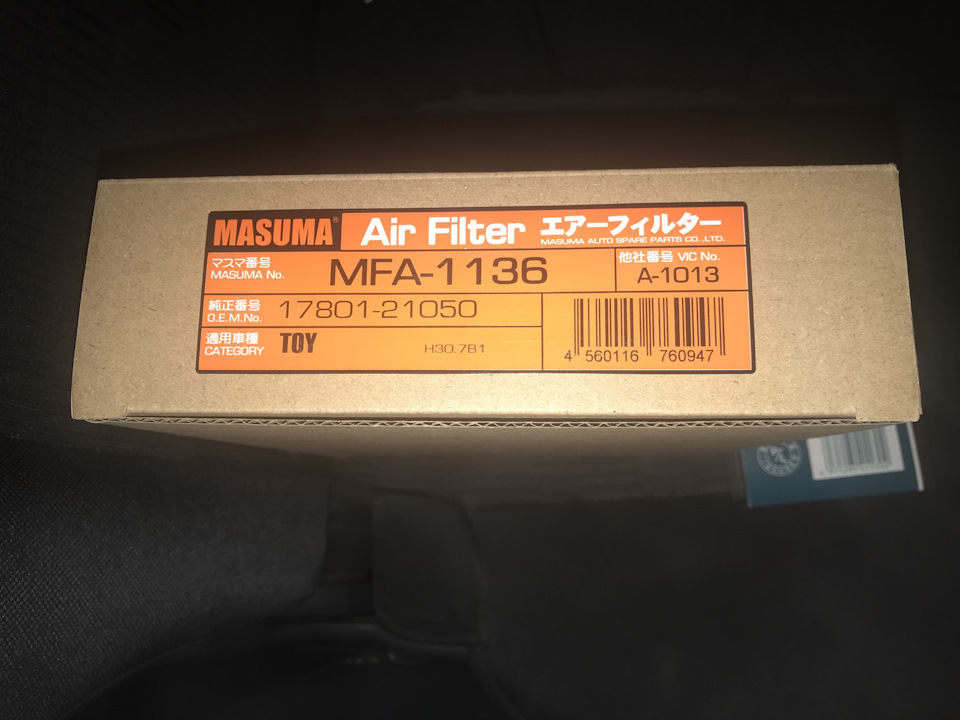 MASUMA® Air Filter エアーフィルター
MASUMA AUTO SPARE PARTS CO.,LTD.
マスマ番号
MASUMA No.
MFA-1136
他社番号 VIC No.
A-1013
純正番号
O.E.M.No.
17801-21050
適用車種
CATEGORY
TOY
H30.7B1
4 560116 760947